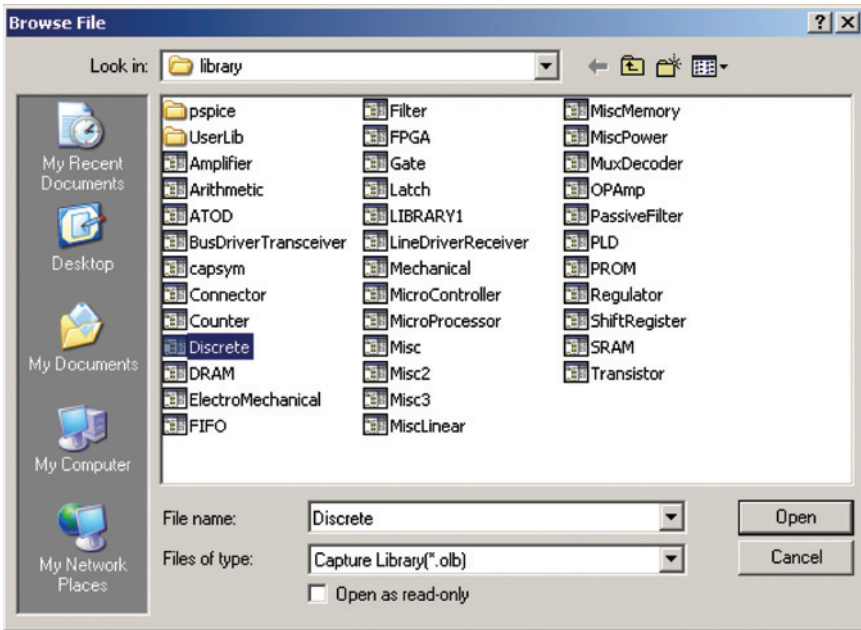 Browse File
Look in:
library
My Recent
Documents
Desktop
My Documents
My Computer
My Network
Places
pspice
UserLib
Amplifier
Arithmetic
ATOD
BusDriverTransceiver
capsym
Connector
Counter
Discrete
DRAM
ElectroMechanical
FIFO
Filter
FPGA
Gate
Latch
LIBRARY1
LineDriverReceiver
Mechanical
MicroController
MicroProcessor
Misc
Misc2
Misc3
MiscLinear
MiscMemory
MiscPower
MuxDecoder
OPAmp
PassiveFilter
PLD
PROM
Regulator
ShiftRegister
SRAM
Transistor
File name:
Discrete
Open
Files of type:
Capture Library(*.olb)
Cancel
Open as read-only